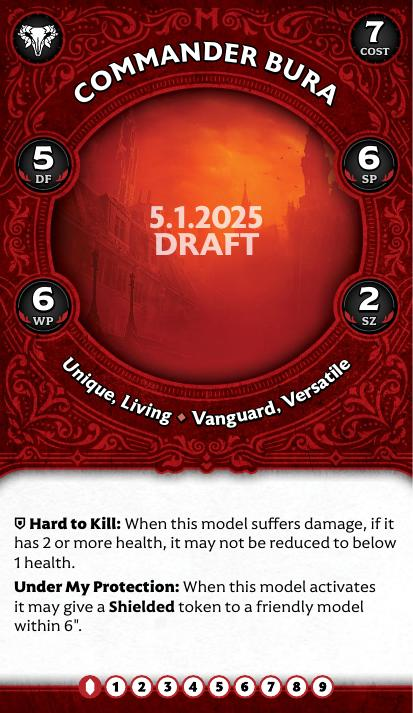 7
COST
COMMANDER BURA
5
DF
6
SP
5.1.2025
DRAFT
6
WP
2
SZ
Unique, Living ♦ Vanguard, Versatile
Hard to Kill: When this model suffers damage, if it
has 2 or more health, it may not be reduced to below
1 health.
Under My Protection: When this model activates
it may give a Shielded token to a friendly model
within 6".
1 2 3 4 5 6 7 8 9